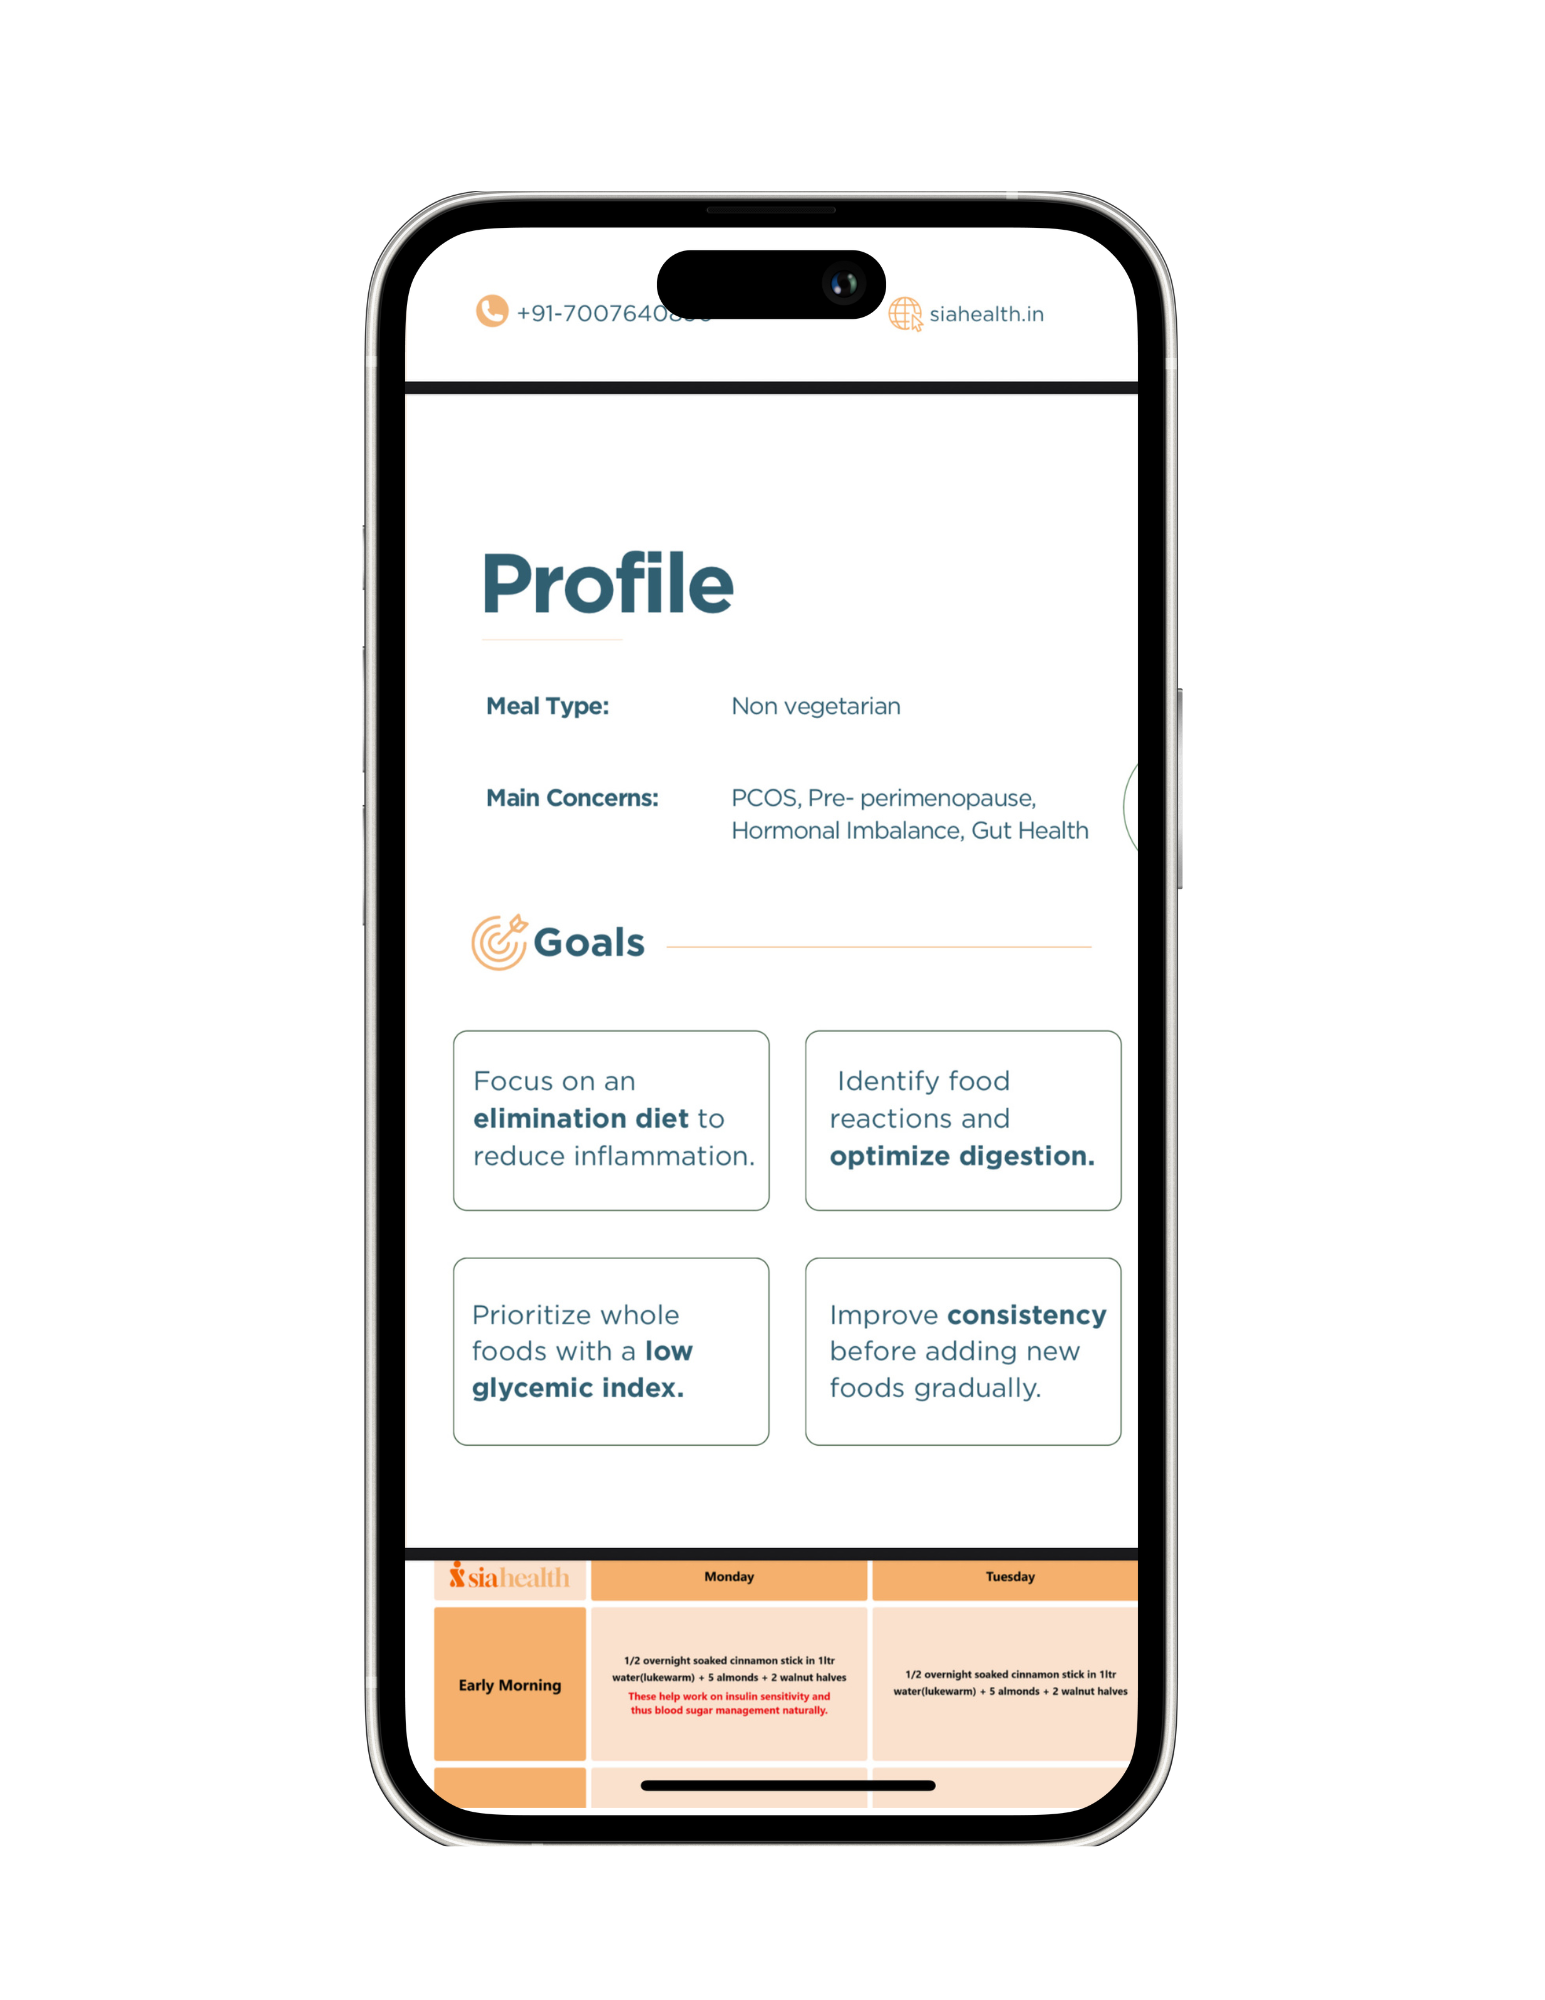 siahealth.in
Profile
Meal Type: Non vegetarian
Main Concerns: PCOS, Pre- perimenopause,
Hormonal Imbalance, Gut Health
Goals
Focus on an
elimination diet to
reduce inflammation.
Identify food
reactions and
optimize digestion.
Prioritize whole
foods with a low
glycemic index.
Improve consistency
before adding new
foods gradually.
siahealth Monday Tuesday
Early Morning
1/2 overnight soaked cinnamon stick in 1ltr
water(lukewarm) + 5 almonds + 2 walnut halves
These help work on insulin sensitivity and
thus blood sugar management naturally.
1/2 overnight soaked cinnamon stick in 1ltr
water(lukewarm) + 5 almonds + 2 walnut halves